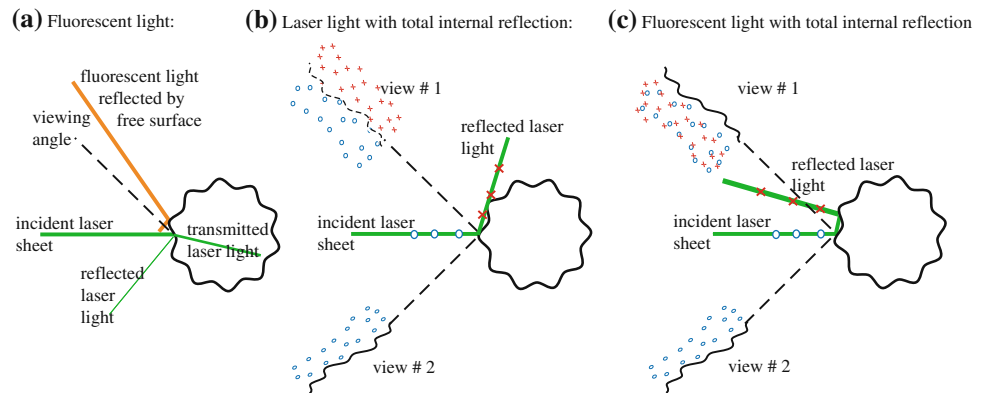 (a) Fluorescent light:
fluorescent light
reflected by
free surface
viewing
angle
incident laser
sheet
transmitted
laser light
reflected
laser
light
(b) Laser light with total internal reflection:
view # 1
reflected laser
light
incident laser
sheet
view # 2
(c) Fluorescent light with total internal reflection
view # 1
reflected laser
light
incident laser
sheet
view # 2